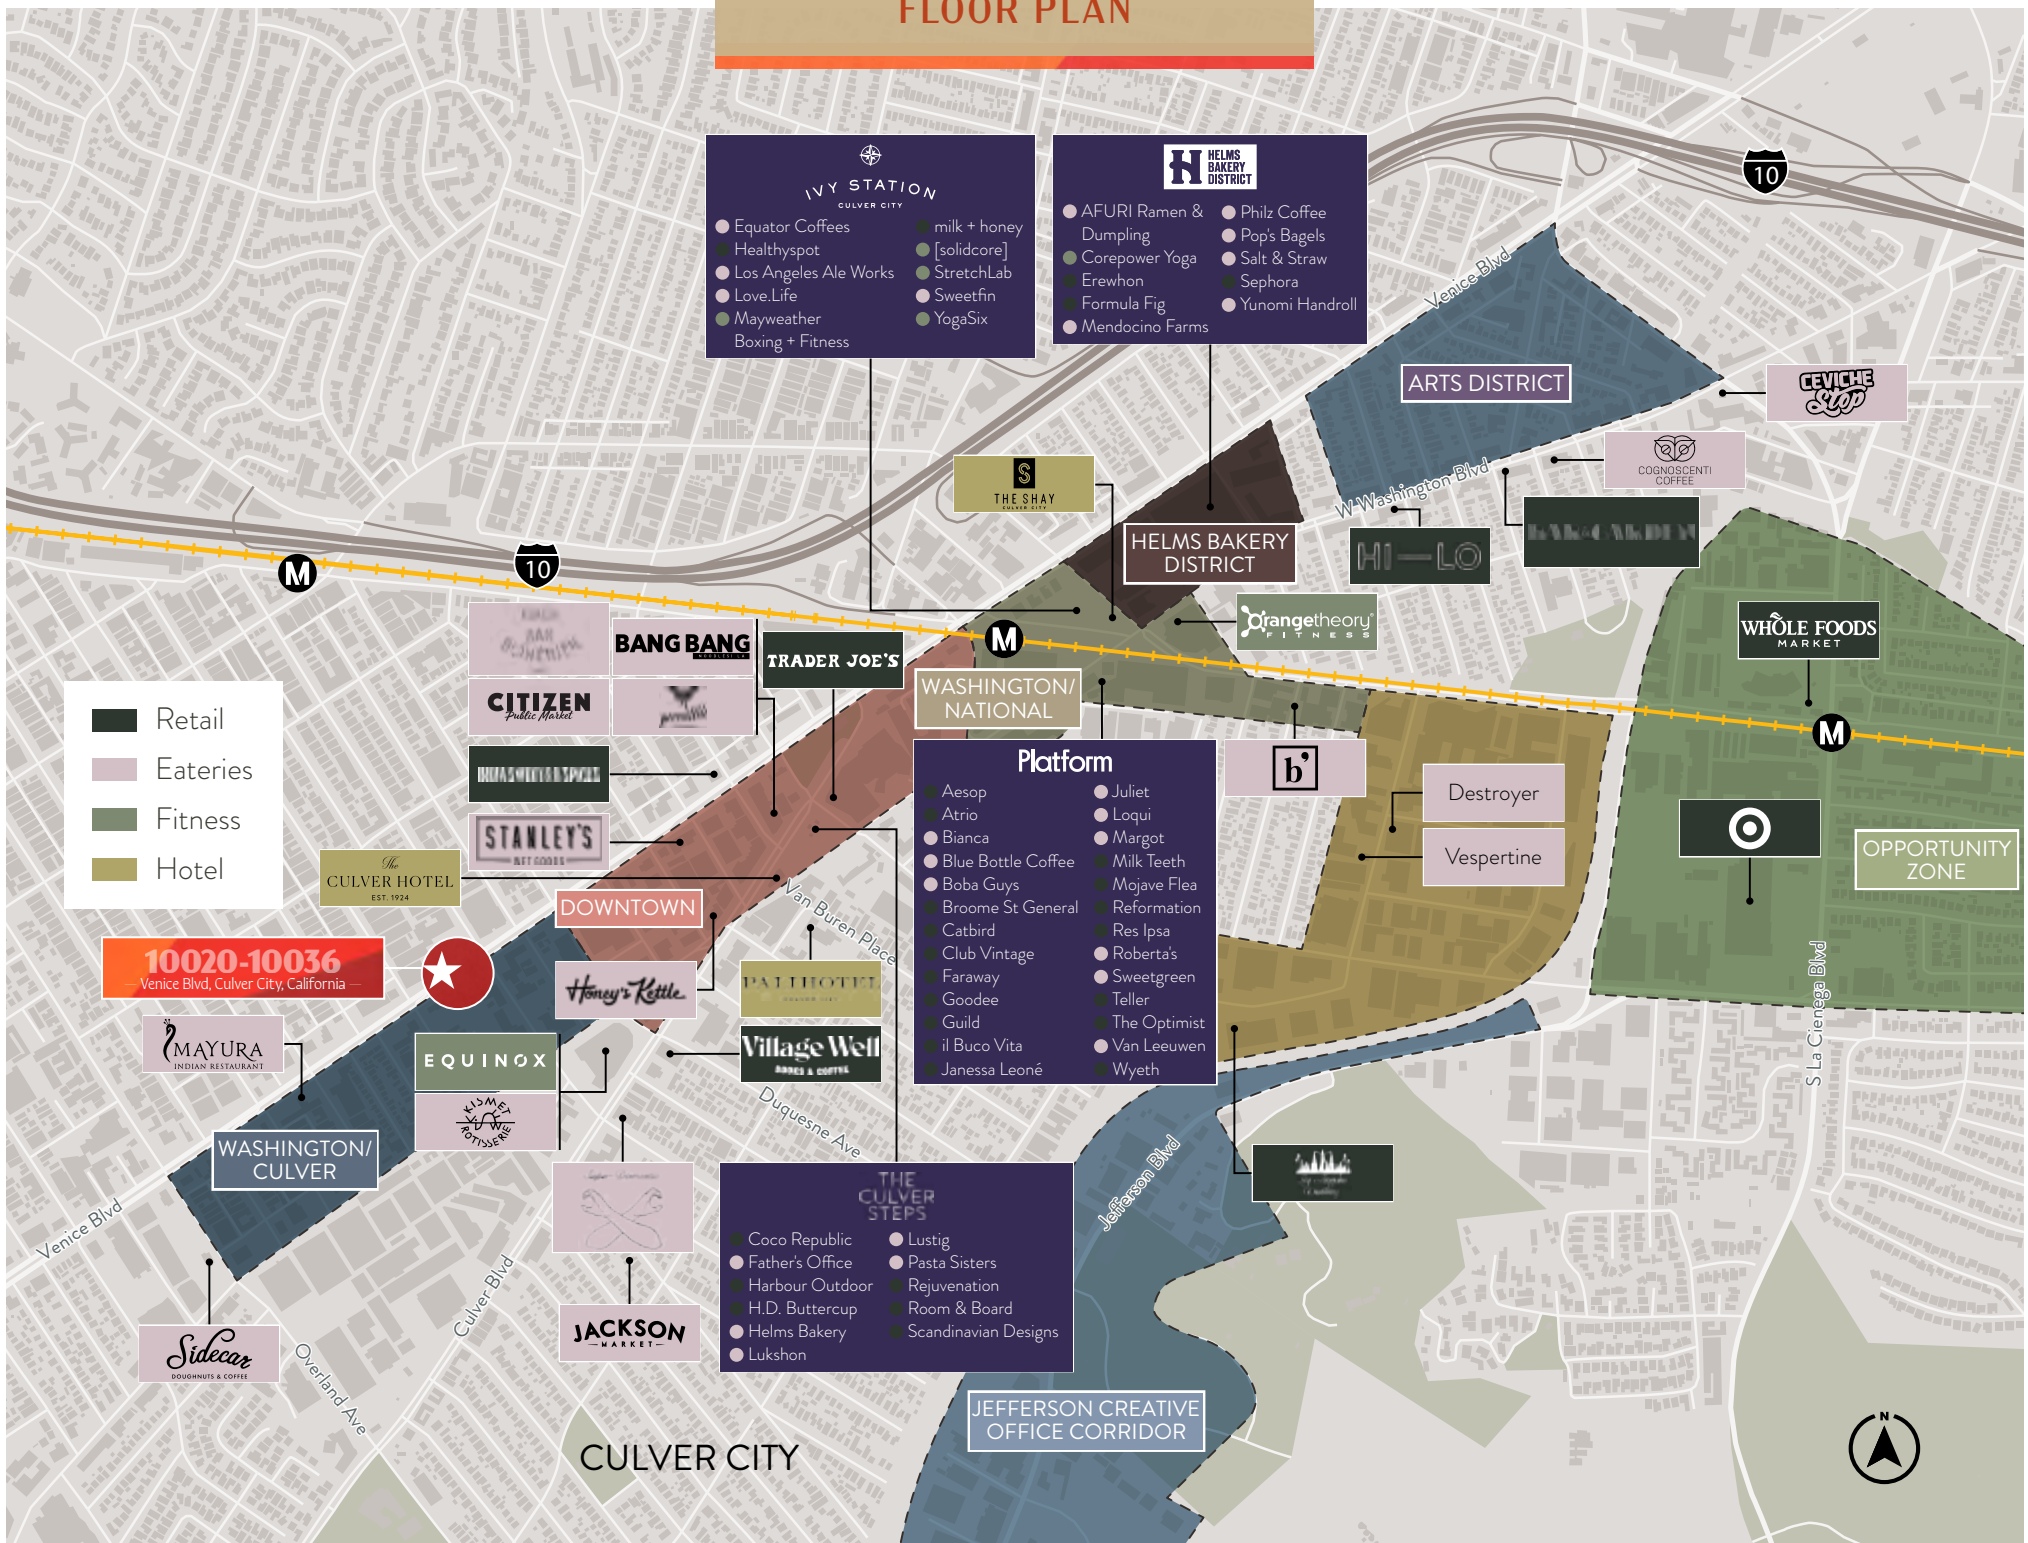 FLOOR PLAN
IVY STATION
CULVER CITY
Equator Coffees
Healthyspot
Los Angeles Ale Works
Love.Life
Mayweather
Boxing + Fitness
milk + honey
[solidcore]
StretchLab
Sweetfin
YogaSix
HELMS
BAKERY
DISTRICT
AFURI Ramen &
Dumpling
Corepower Yoga
Erewhon
Formula Fig
Mendocino Farms
Philz Coffee
Pop's Bagels
Salt & Straw
Sephora
Yunomi Handroll
10
Venice Blvd
ARTS DISTRICT
CEVICHE
Stop
COGNOSCENTI
COFFEE
W Washington Blvd
HI—LO
S
THE SHAY
CULVER CITY
HELMS BAKERY
DISTRICT
orangetheory
FITNESS
M
10
M
BANG BANG
NOODLES LA
TRADER JOE'S
CITIZEN
Public Market
WASHINGTON/
NATIONAL
WHOLE FOODS
MARKET
M
Retail
Eateries
Fitness
Hotel
STANLEY'S
WET GOODS
The
CULVER HOTEL
EST. 1924
DOWNTOWN
Van Buren Place
Platform
Aesop
Atrio
Bianca
Blue Bottle Coffee
Boba Guys
Broome St General
Catbird
Club Vintage
Faraway
Goodee
Guild
il Buco Vita
Janessa Leoné
Juliet
Loqui
Margot
Milk Teeth
Mojave Flea
Reformation
Res Ipsa
Roberta's
Sweetgreen
Teller
The Optimist
Van Leeuwen
Wyeth
b'
Destroyer
Vespertine
OPPORTUNITY
ZONE
S La Cienega Blvd
10020-10036
Venice Blvd, Culver City, California
Honey's Kettle
PALIHOTEL
CULVER CITY
Village Well
BOOKS & COFFEE
MAYURA
INDIAN RESTAURANT
EQUINOX
KISMET
ROTISSERIE
WASHINGTON/
CULVER
Duquesne Ave
Venice Blvd
Culver Blvd
Overland Ave
Sidecar
DOUGHNUTS & COFFEE
JACKSON
MARKET
THE
CULVER
STEPS
Coco Republic
Father's Office
Harbour Outdoor
H.D. Buttercup
Helms Bakery
Lukshon
Lustig
Pasta Sisters
Rejuvenation
Room & Board
Scandinavian Designs
Jefferson Blvd
JEFFERSON CREATIVE
OFFICE CORRIDOR
CULVER CITY
N